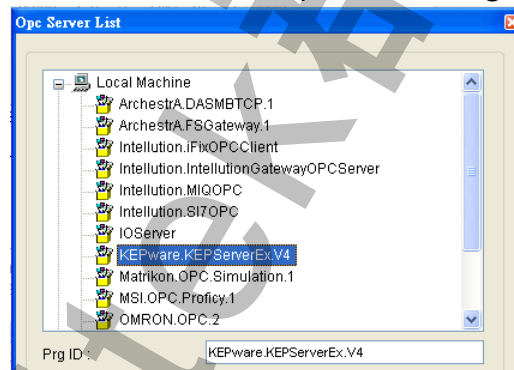 Opc Server List
Local Machine
ArchestrA.DASMBTCP.1
ArchestrA.FSGateway.1
Intellution.iFixOPCClient
Intellution.IntellutionGatewayOPCServer
Intellution.MIQOPC
Intellution.SI7OPC
IOServer
KEPware.KEPServerEx.V4
Matrikon.OPC.Simulation.1
MSI.OPC.Proficy.1
OMRON.OPC.2
Prg ID : KEPware.KEPServerEx.V4